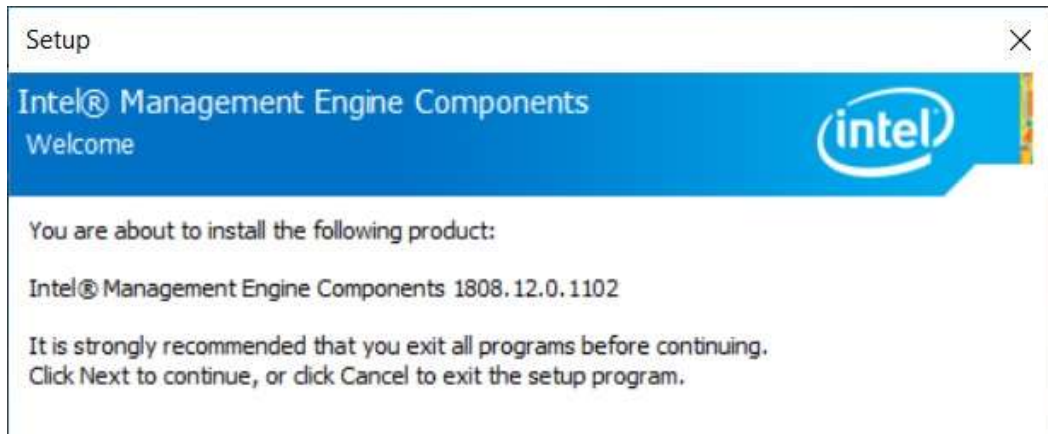 Setup
Intel® Management Engine Components
Welcome
intel
You are about to install the following product:
Intel® Management Engine Components 1808.12.0.1102
It is strongly recommended that you exit all programs before continuing.
Click Next to continue, or click Cancel to exit the setup program.